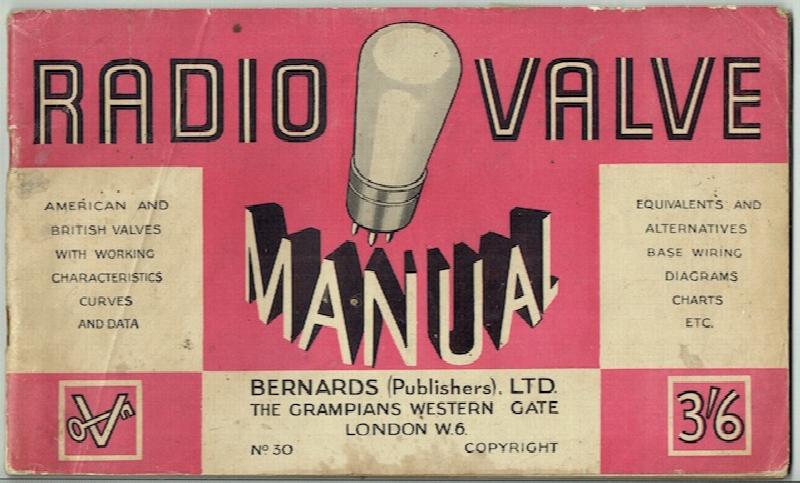 RADIO VALVE
MANUAL
AMERICAN AND
BRITISH VALVES
WITH WORKING
CHARACTERISTICS
CURVES
AND DATA
EQUIVALENTS AND
ALTERNATIVES
BASE WIRING
DIAGRAMS
CHARTS
ETC.
BERNARDS (Publishers). LTD.
THE GRAMPIANS WESTERN GATE
LONDON W.6.
Nº 30 COPYRIGHT
3'6